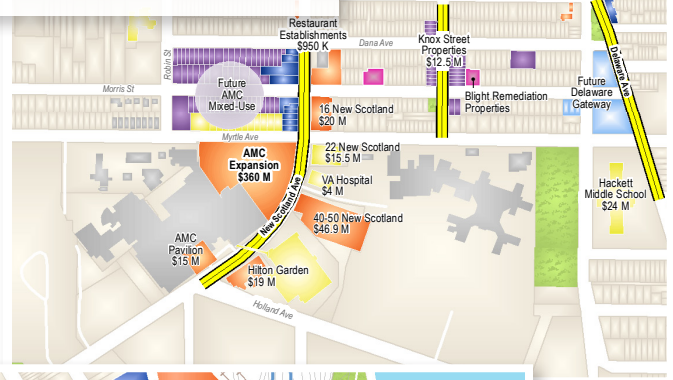 Restaurant
Establishments
$950 K
Dana Ave
Knox Street
Properties
$12.5 M
Robin St
Delaware Ave
Morris St
Future
AMC
Mixed-Use
Blight Remediation
Properties
Future
Delaware
Gateway
16 New Scotland
$20 M
Myrtle Ave
AMC
Expansion
$360 M
22 New Scotland
$15.5 M
VA Hospital
$4 M
New Scotland Ave
Hackett
Middle School
$24 M
40-50 New Scotland
$46.9 M
AMC
Pavilion
$15 M
Hilton Garden
$19 M
Holland Ave